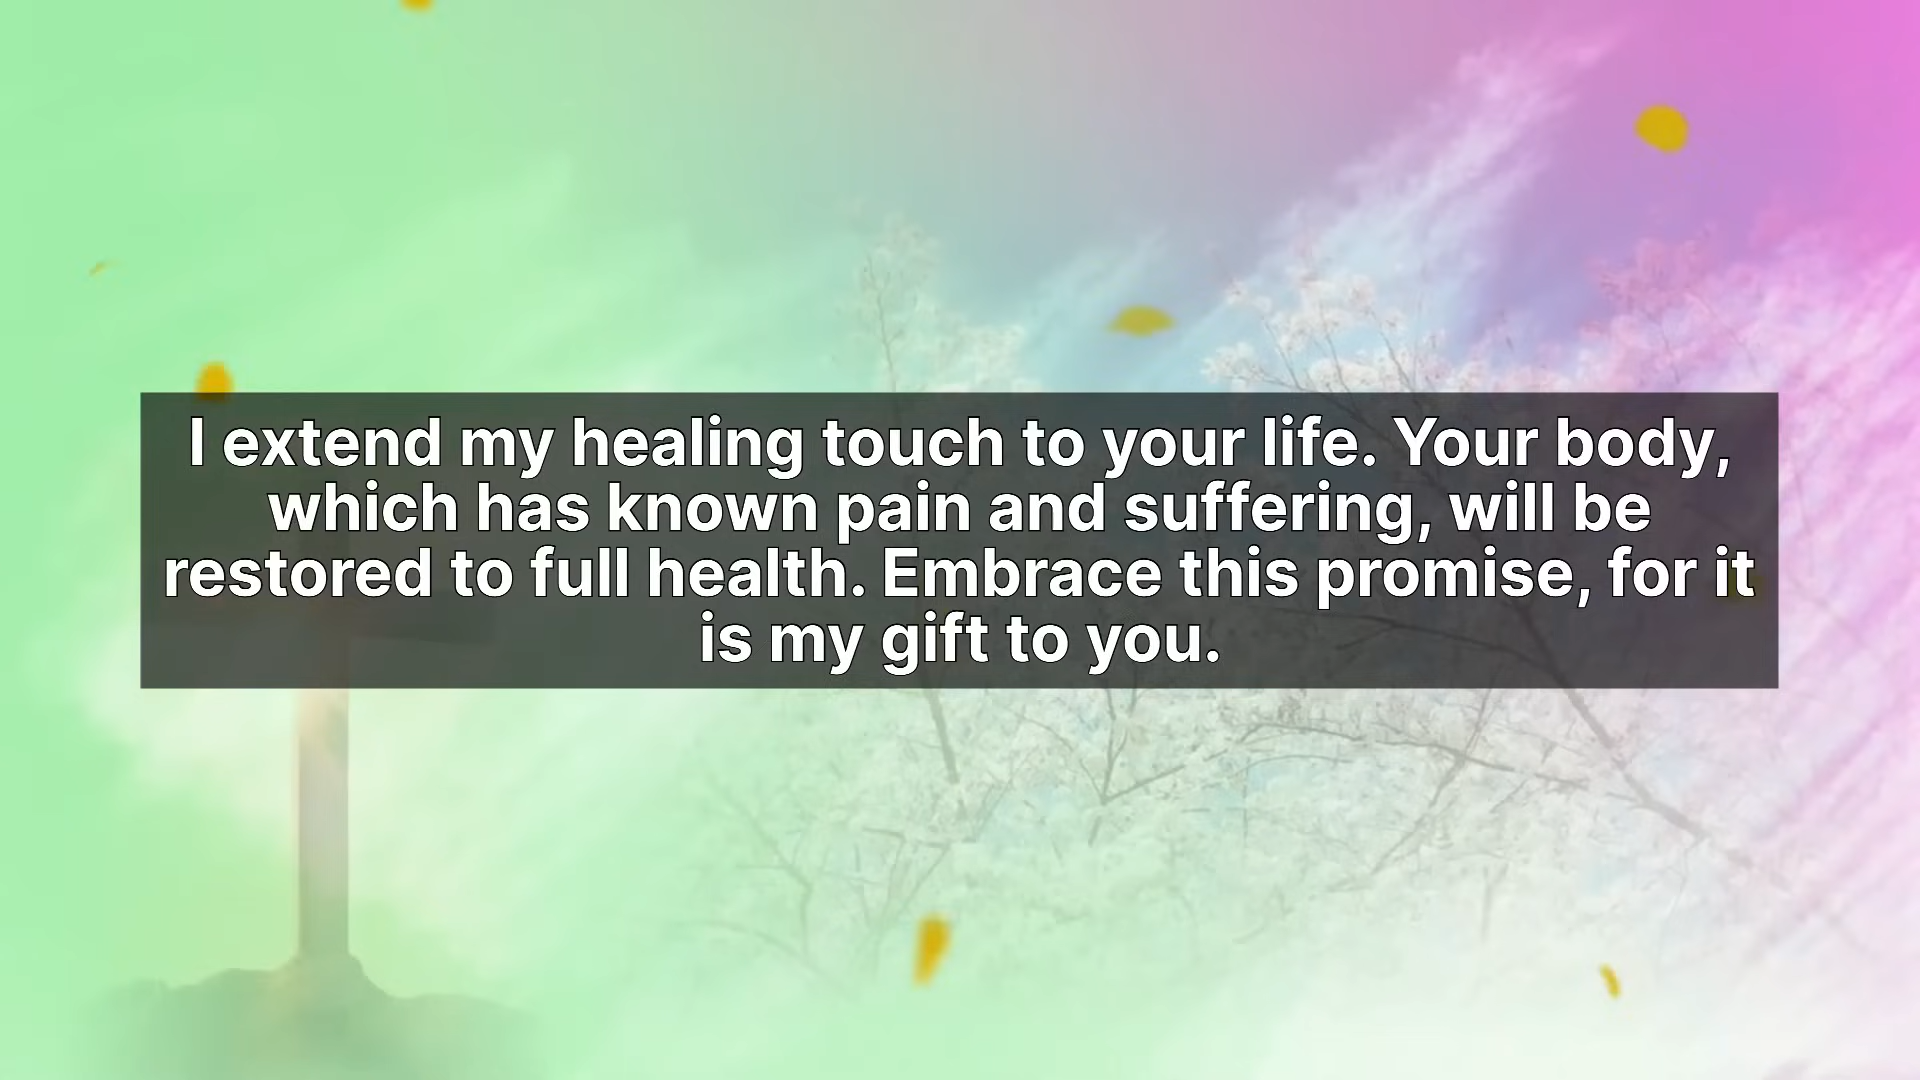 I extend my healing touch to your life. Your body,
which has known pain and suffering, will be
restored to full health. Embrace this promise, for it
is my gift to you.